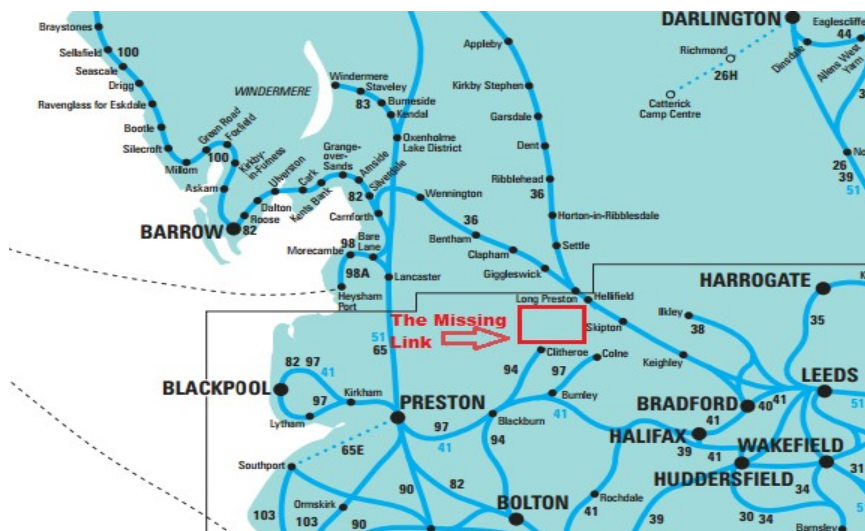 DARLINGTON
Eaglescliffe
44
Allens West
Yarm
Dinsdale
Richmond
26H
Catterick
Camp Centre
No
26
39
51
Braystones
Sellafield
100
Seascale
Drigg
Ravenglass for Eskdale
Bootle
Silecroft
Millom
Green Road
Foxfield
100
Kirkby-
in-Furness
Askam
BARROW
82
Roose
Dalton
Ulverston
Cark
Kents Bank
Grange-
over-
Sands
Arnside
82
Silverdale
Carnforth
WINDERMERE
Windermere
Staveley
83
Burneside
Kendal
Oxenholme
Lake District
Appleby
Kirkby Stephen
Garsdale
Dent
Ribblehead
36
Horton-in-Ribblesdale
Settle
Wennington
36
Bentham
Clapham
Giggleswick
Long Preston
Hellifield
Bare
Lane
98
Morecambe
98A
Heysham
Port
Lancaster
51
65
The Missing
Link
Skipton
Ilkley
38
Keighley
HARROGATE
35
LEEDS
BRADFORD
40
41
41
HALIFAX
39
41
WAKEFIELD
HUDDERSFIELD
34
31
30
34
Barnsley
39
Clitheroe
94
97
Colne
Burnley
41
Blackburn
94
82
97
41
BLACKPOOL
97
Kirkham
Lytham
PRESTON
97
41
65E
Southport
90
82
Ormskirk
103
103
90
BOLTON
Rochdale
41